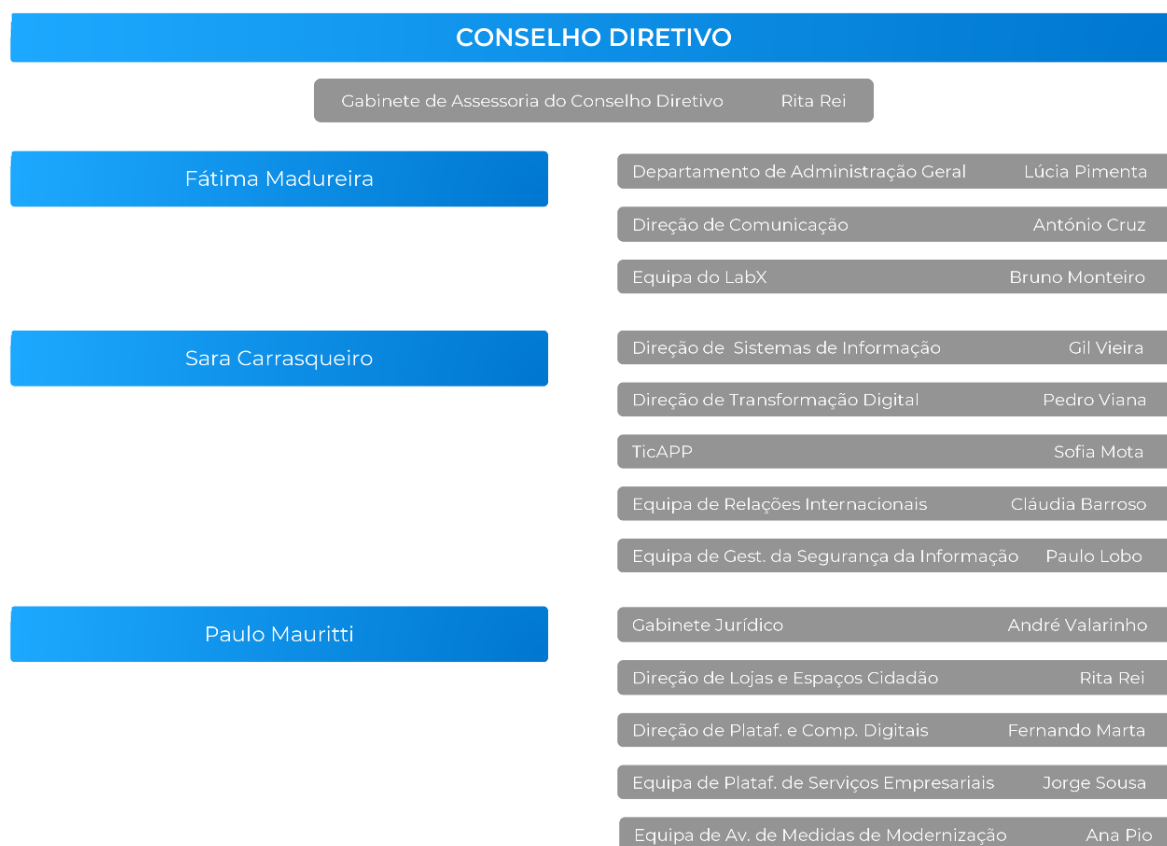 CONSELHO DIRETIVO
Gabinete de Assessoria do Conselho Diretivo Rita Rei
Fátima Madureira
Departamento de Administração Geral Lúcia Pimenta
Direção de Comunicação António Cruz
Equipa do LabX Bruno Monteiro
Sara Carrasqueiro
Direção de Sistemas de Informação Gil Vieira
Direção de Transformação Digital Pedro Viana
TicAPP Sofia Mota
Equipa de Relações Internacionais Cláudia Barroso
Equipa de Gest. da Segurança da Informação Paulo Lobo
Paulo Mauritti
Gabinete Jurídico André Valarinho
Direção de Lojas e Espaços Cidadão Rita Rei
Direção de Plataf. e Comp. Digitais Fernando Marta
Equipa de Plataf. de Serviços Empresariais Jorge Sousa
Equipa de Av. de Medidas de Modernização Ana Pio